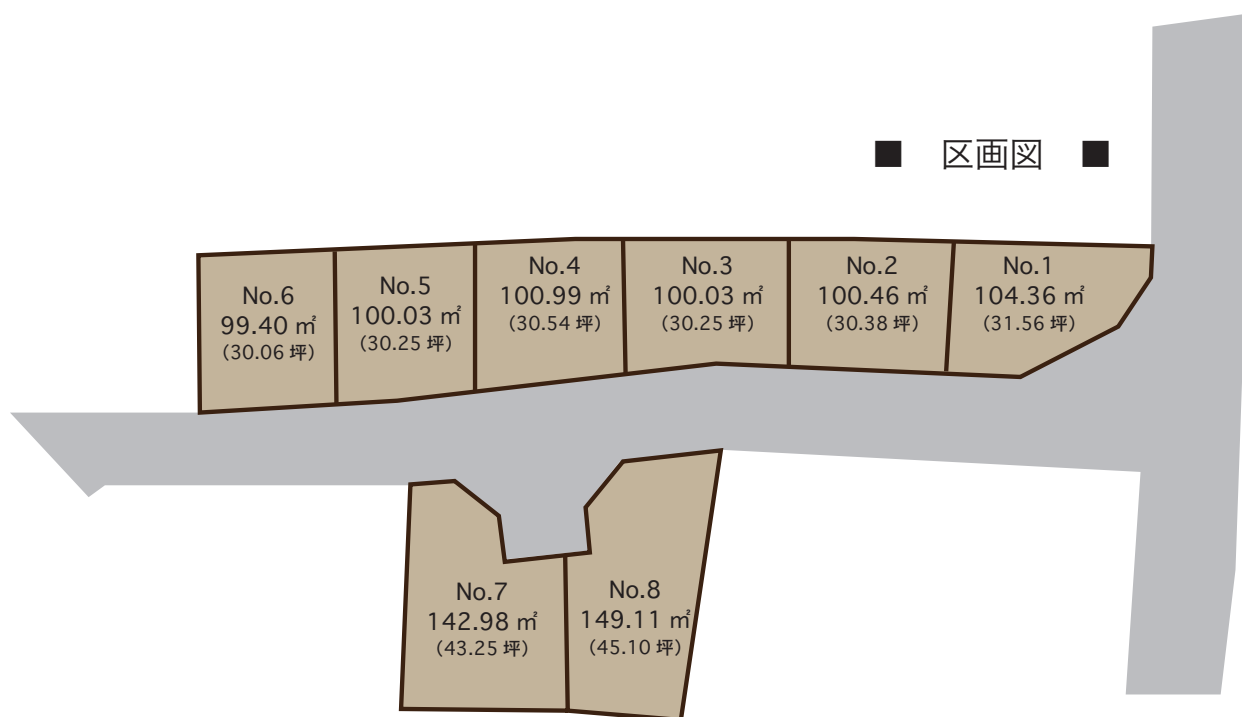 ■ 区画図 ■
No.6
99.40 ㎡
(30.06 坪)
No.5
100.03 ㎡
(30.25 坪)
No.4
100.99 ㎡
(30.54 坪)
No.3
100.03 ㎡
(30.25 坪)
No.2
100.46 ㎡
(30.38 坪)
No.1
104.36 ㎡
(31.56 坪)
No.7
142.98 ㎡
(43.25 坪)
No.8
149.11 ㎡
(45.10 坪)